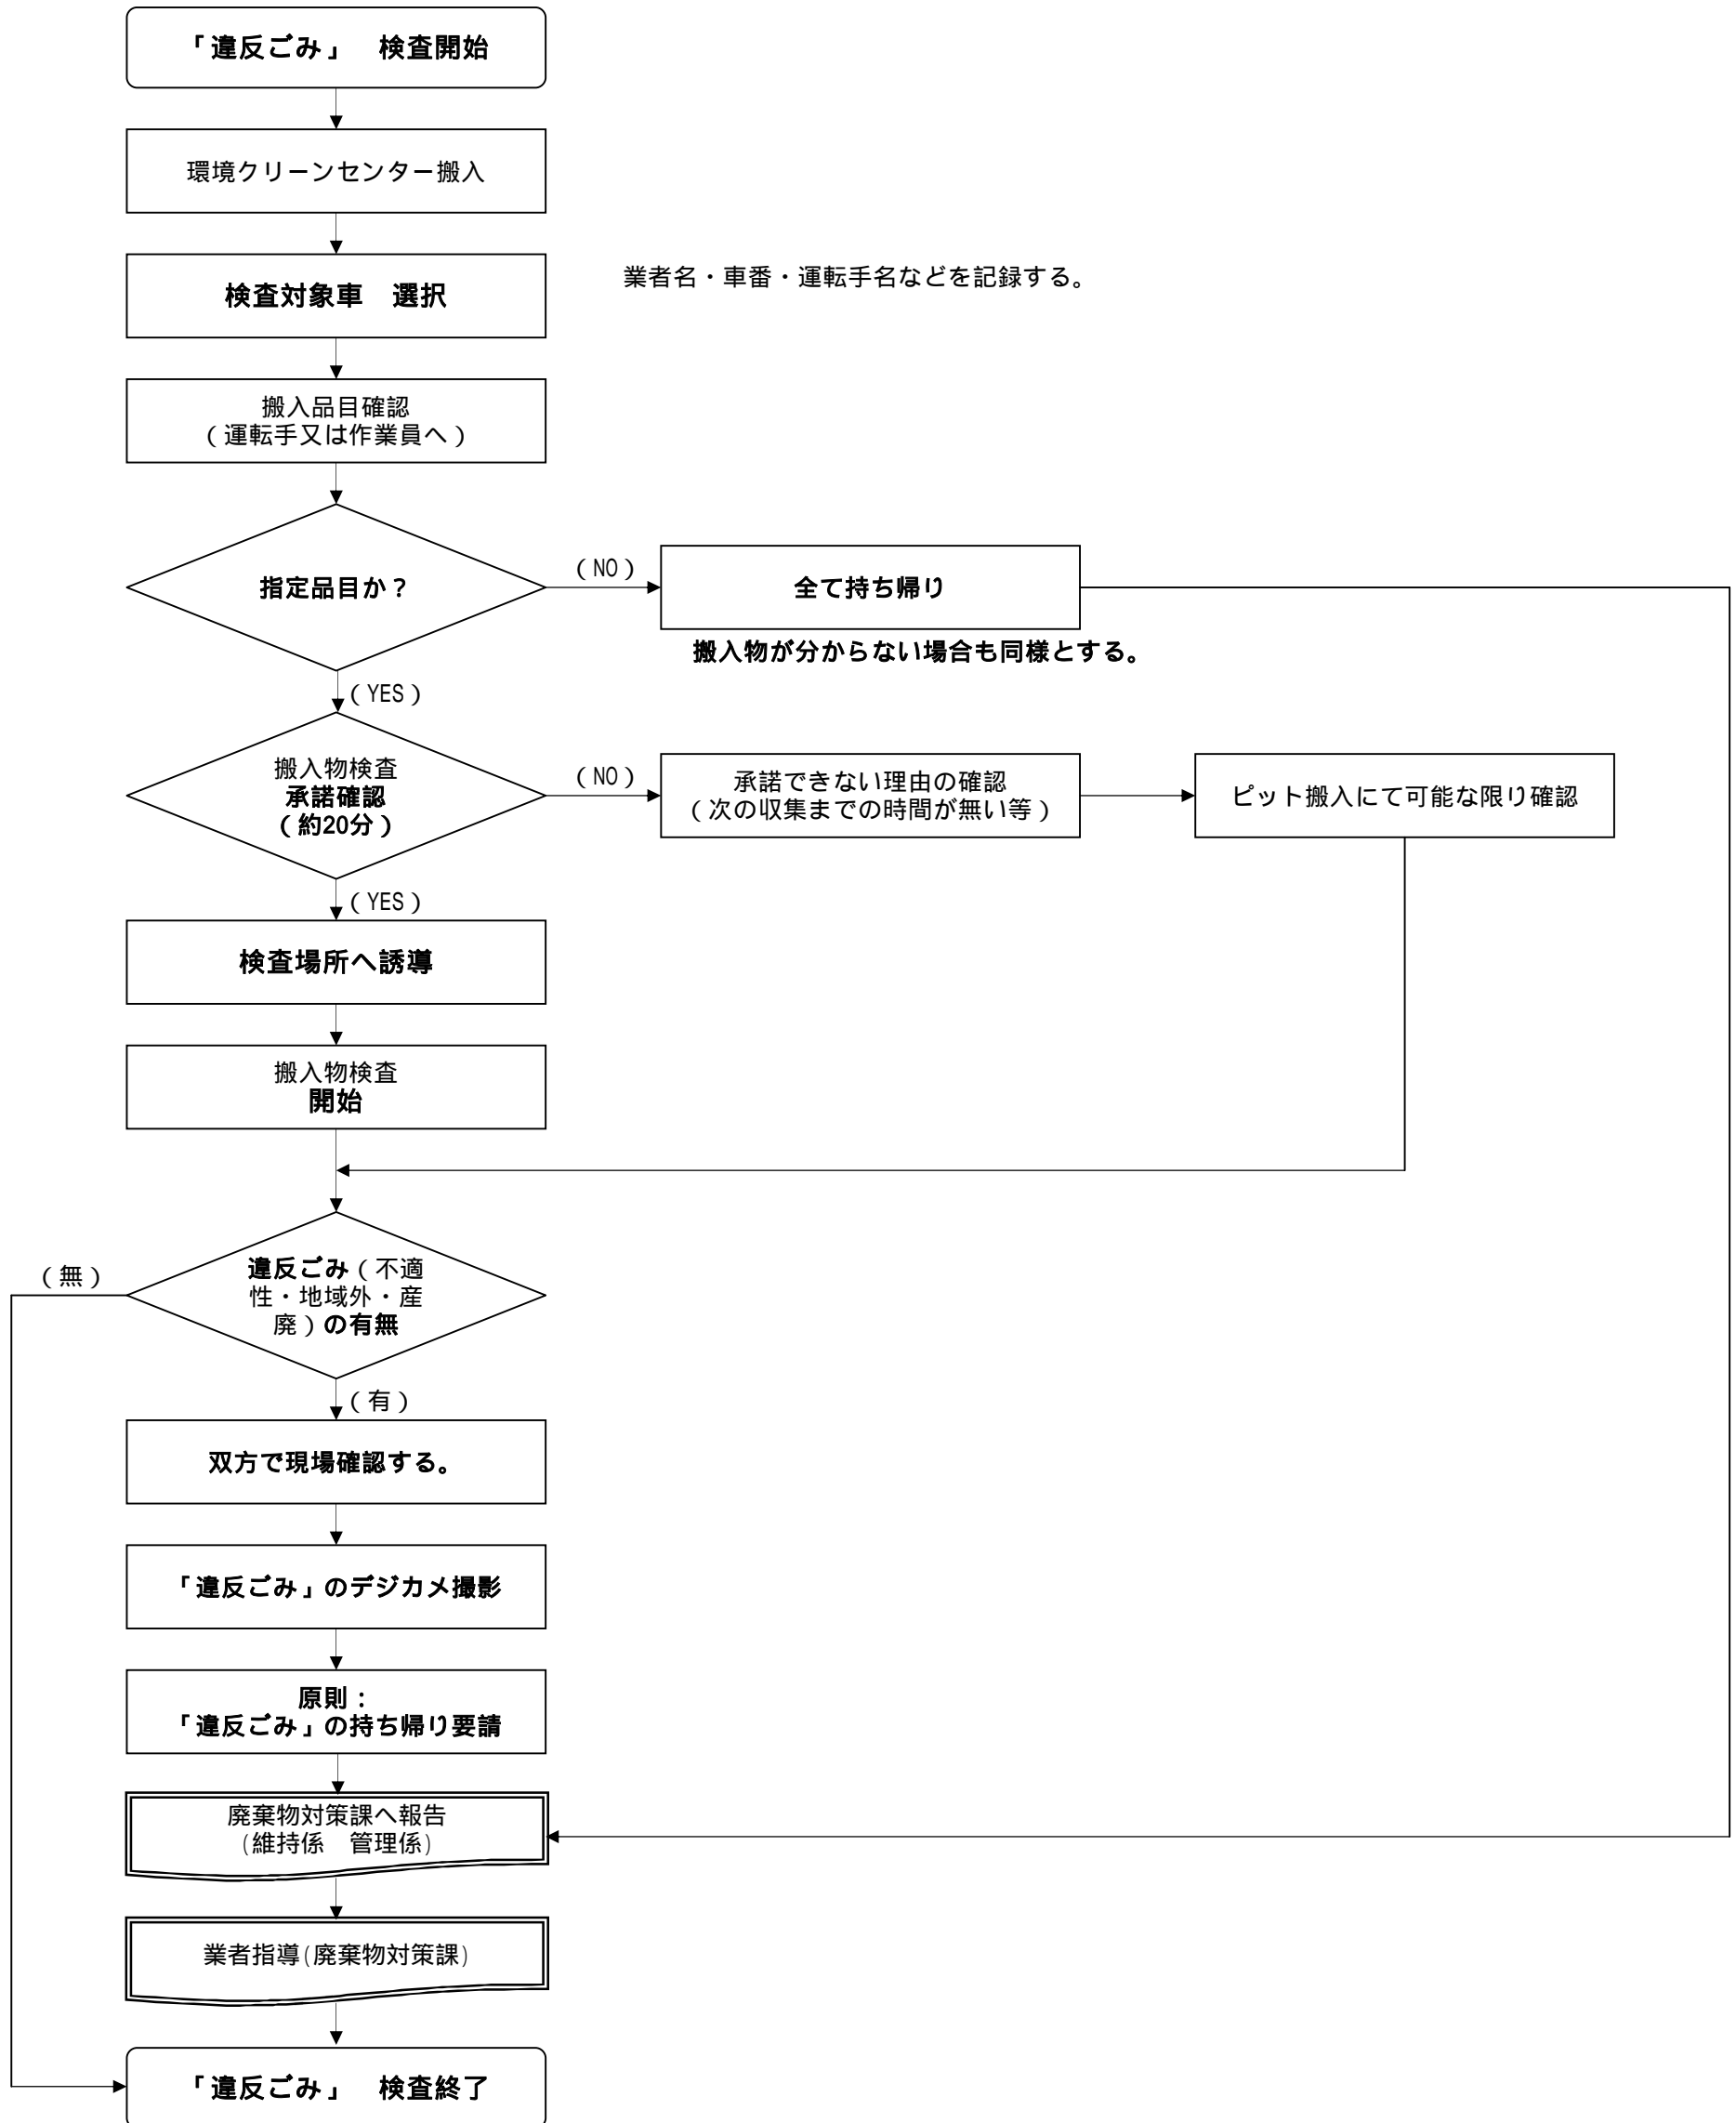 「違反ごみ」　検査開始
環境クリーンセンター搬入
検査対象車　選択
業者名・車番・運転手名などを記録する。
搬入品目確認
（運転手又は作業員へ）
指定品目か？
（NO）
全て持ち帰り
搬入物が分からない場合も同様とする。
（YES）
搬入物検査
承諾確認
（約20分）
（NO）
承諾できない理由の確認
（次の収集までの時間が無い等）
ピット搬入にて可能な限り確認
（YES）
検査場所へ誘導
搬入物検査
開始
（無）
違反ごみ（不適
性・地域外・産
廃）の有無
（有）
双方で現場確認する。
「違反ごみ」のデジカメ撮影
原則：
「違反ごみ」の持ち帰り要請
廃棄物対策課へ報告
(維持係　管理係)
業者指導(廃棄物対策課)
「違反ごみ」　検査終了